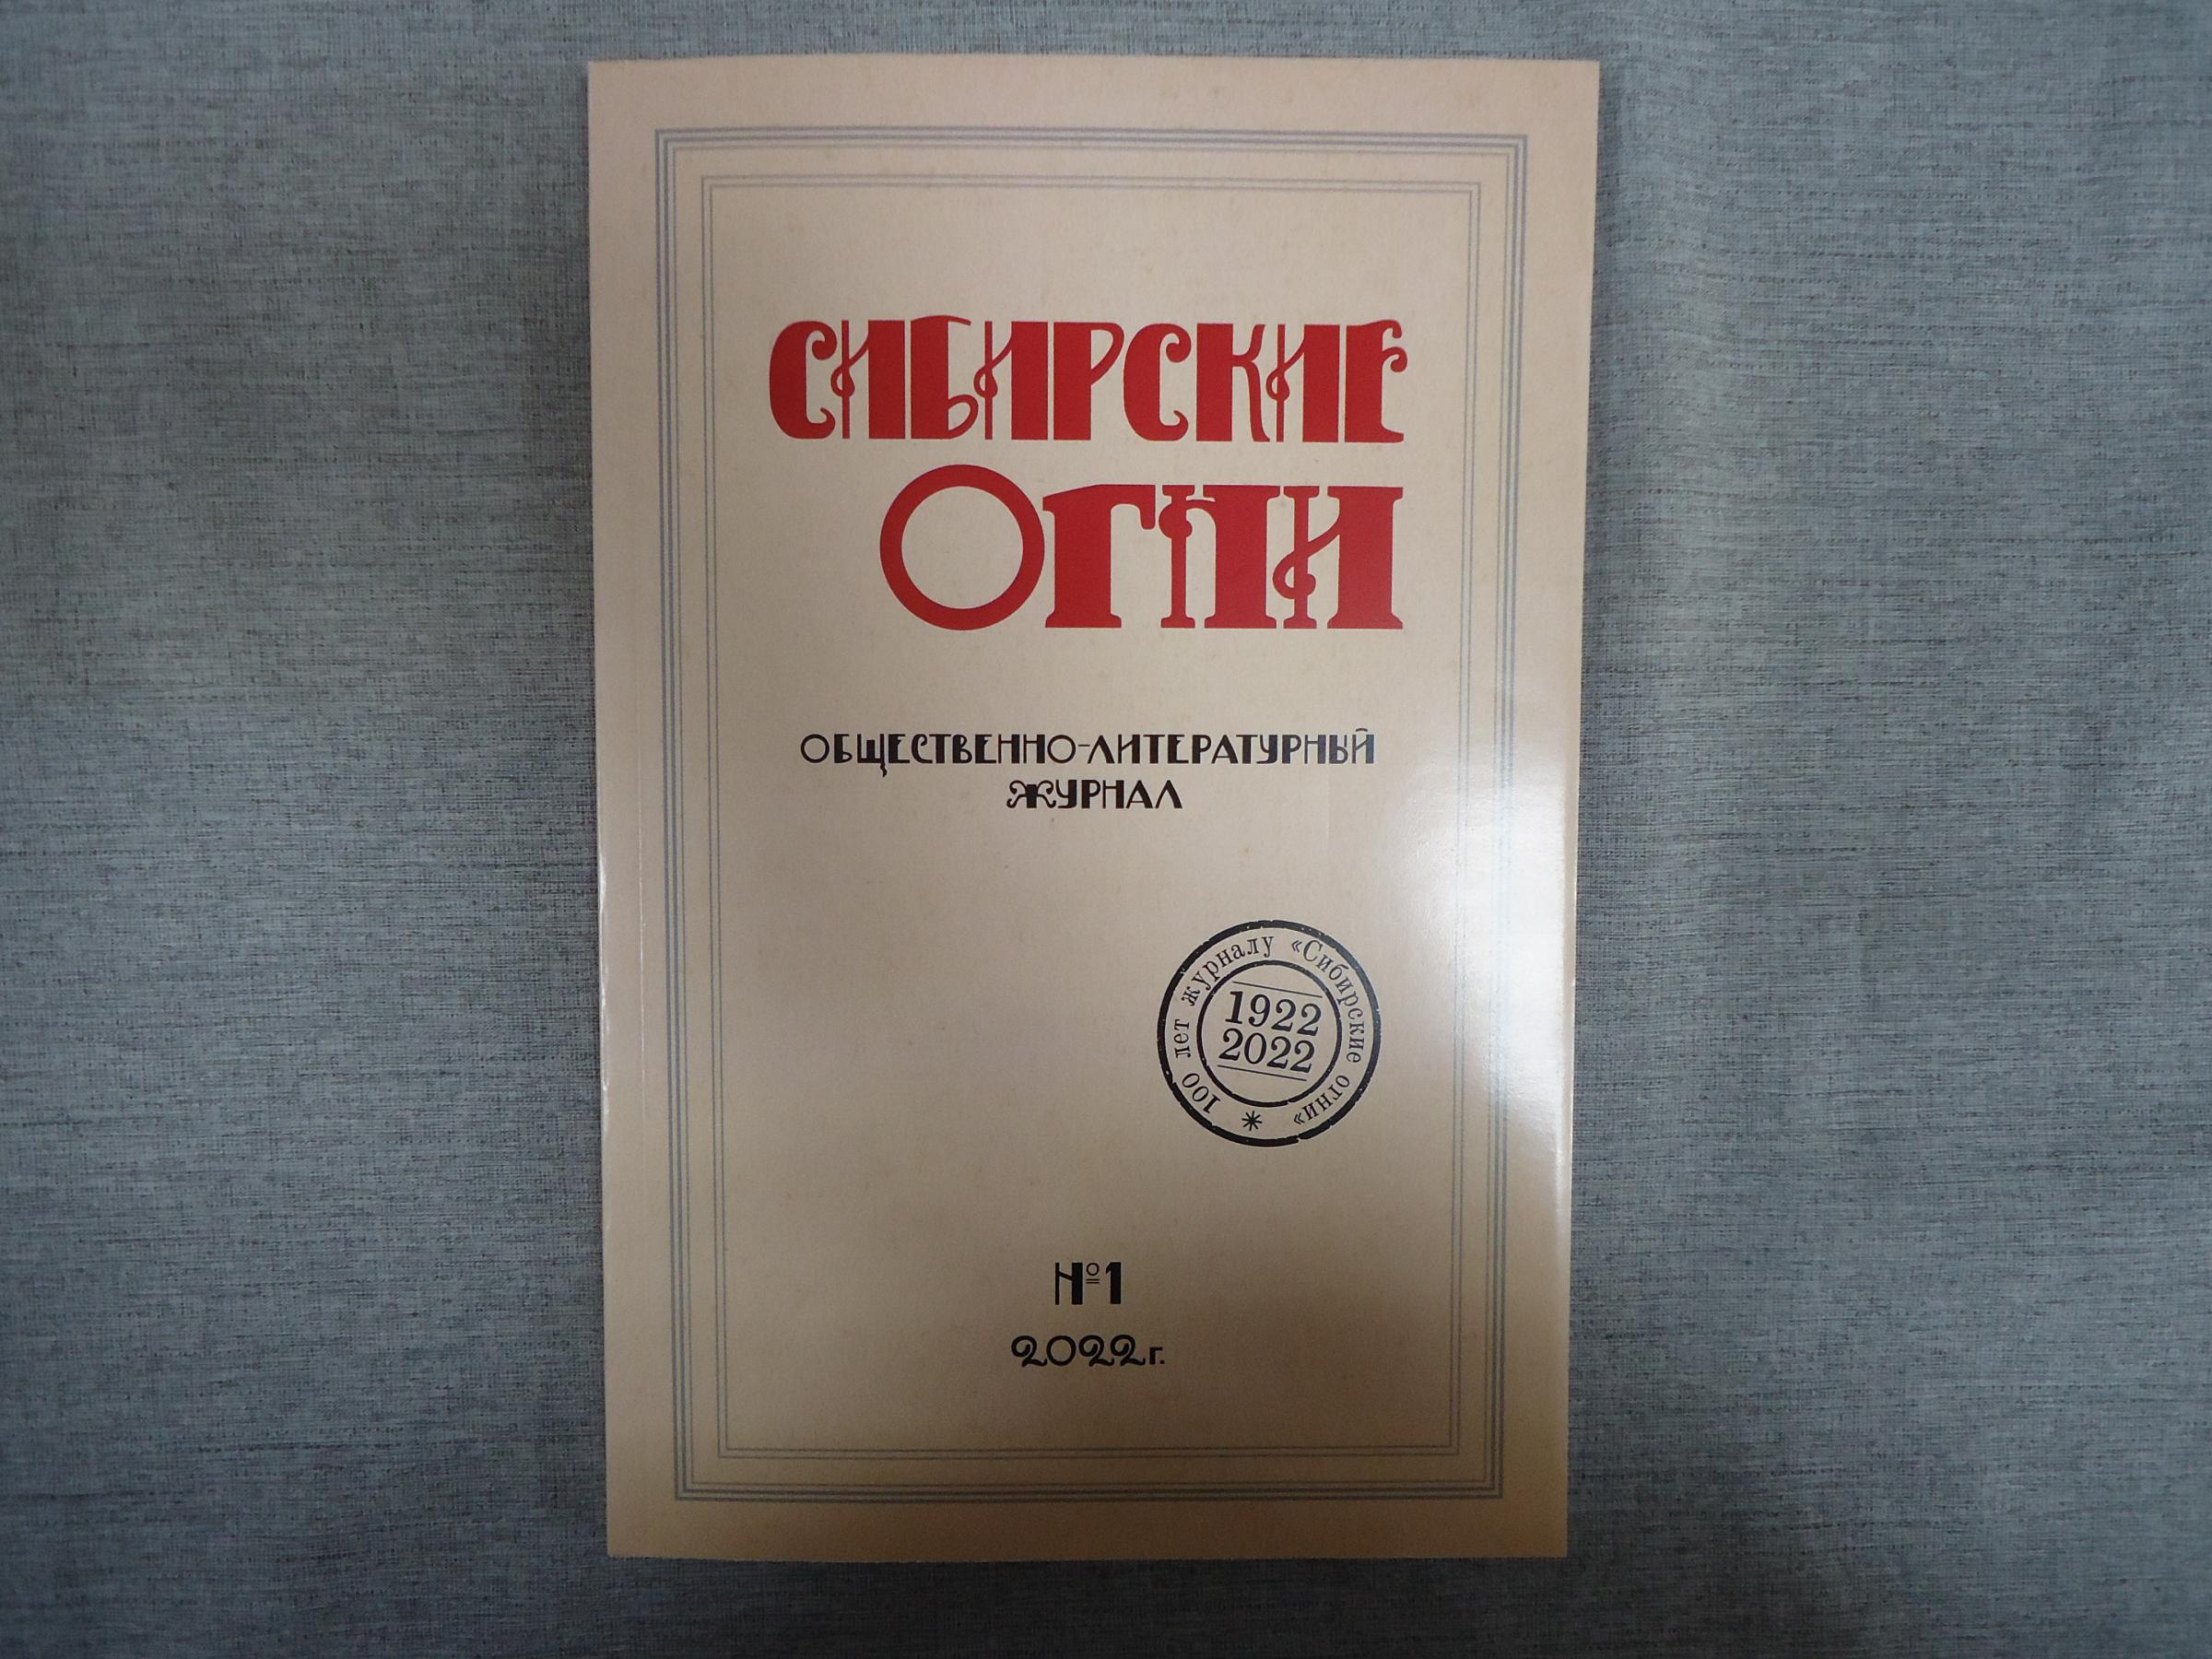 СИБИРСКИЕ
ОГНИ
ОБЩЕСТВЕННО-ЛИТЕРАТУРНЫЙ
ЖУРНАЛ
100 лет журналу «Сибирские огни»
1922
2022
№1
2022г.